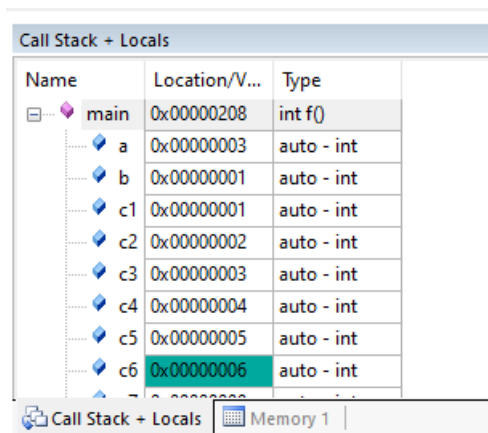 Call Stack + Locals
Name Location/V... Type
main 0x00000208 int f()
a 0x00000003 auto - int
b 0x00000001 auto - int
c1 0x00000001 auto - int
c2 0x00000002 auto - int
c3 0x00000003 auto - int
c4 0x00000004 auto - int
c5 0x00000005 auto - int
c6 0x00000006 auto - int
Call Stack + Locals Memory 1